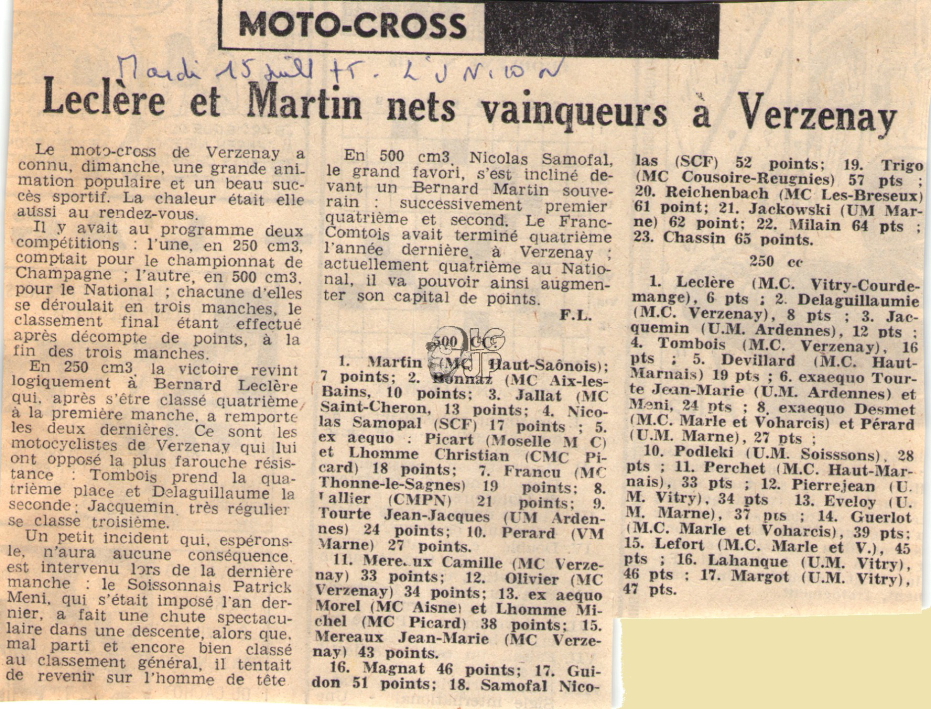 MOTO-CROSS
Mardi 15 Juill 75. L'UNION
Leclère et Martin nets vainqueurs à Verzenay
Le moto-cross de Verzenay a
connu, dimanche, une grande ani-
mation populaire et un beau suc-
cès sportif. La chaleur était elle
aussi au rendez-vous.
Il y avait au programme deux
compétitions : l'une, en 250 cm3,
comptait pour le championnat de
Champagne ; l'autre, en 500 cm3,
pour le National ; chacune d'elles
se déroulait en trois manches, le
classement final étant effectué
après décompte de points, à la
fin des trois manches.
En 250 cm3, la victoire revint
logiquement à Bernard Leclère
qui, après s'être classé quatrième
à la première manche, a remporte
les deux dernières. Ce sont les
motocyclistes de Verzenay qui lui
ont opposé la plus farouche résis-
tance : Tombois prend la qua-
trième place et Delaguillaume la
seconde; Jacquemin, très régulier
se classe troisième.
Un petit incident qui, espérons-
le, n'aura aucune conséquence,
est intervenu lors de la dernière
manche : le Soissonnais Patrick
Meni, qui s'était imposé l'an der-
nier, a fait une chute spectacu-
laire dans une descente, alors que,
mal parti et encore bien classé
au classement général, il tentait
de revenir sur l'homme de tête
En 500 cm3, Nicolas Samofal,
le grand favori, s'est incliné de-
vant un Bernard Martin souve-
rain : successivement premier
quatrième et second. Le Franc-
Comtois avait terminé quatrième
l'année dernière, à Verzenay ;
actuellement quatrième au Natio-
nal, il va pouvoir ainsi augmen-
ter son capital de points.
F.L.
500 cc
1. Martin (MC Haut-Saônois);
7 points; 2. Bonnaz (MC Aix-les-
Bains, 10 points; 3. Jallat (MC
Saint-Cheron, 13 points; 4. Nico-
las Samopal (SCF) 17 points ; 5.
ex aequo : Picart (Moselle M C)
et Lhomme Christian (CMC Pi-
card) 18 points; 7. Francu (MC
Thonne-le-Sagnes) 19 points; 8.
Tallier (CMPN) 21 points; 9.
Tourte Jean-Jacques (UM Arden-
nes) 24 points; 10. Perard (VM
Marne) 27 points.
11. Mereaux Camille (MC Verze-
nay) 33 points; 12. Olivier (MC
Verzenay) 34 points; 13. ex aequo
Morel (MC Aisne) et Lhomme Mi-
chel (MC Picard) 38 points; 15.
Mereaux Jean-Marie (MC Verze-
nay) 43 points.
16. Magnat 46 points; 17. Gui-
don 51 points; 18. Samofal Nico-
las (SCF) 52 points; 19. Trigo
(MC Cousoire-Reugnies) 57 pts ;
20. Reichenbach (MC Les-Breseux)
61 point; 21. Jackowski (UM Mar-
ne) 62 point; 22. Milain 64 pts ;
23. Chassin 65 points.
250 cc
1. Leclère (M.C. Vitry-Courde-
mange), 6 pts ; 2. Delaguillaumie
(M.C. Verzenay), 8 pts ; 3. Jac-
quemin (U.M. Ardennes), 12 pts ;
4. Tombois (M.C. Verzenay), 16
pts ; 5. Devillard (M.C. Haut-
Marnais) 19 pts ; 6. exaequo Tour-
te Jean-Marie (U.M. Ardennes) et
Meni, 24 pts ; 8. exaequo Desmet
(M.C. Marle et Voharcis) et Pérard
(U.M. Marne), 27 pts ;
10. Podleki (U.M. Soisssons), 28
pts ; 11. Perchet (M.C. Haut-Mar-
nais), 33 pts ; 12. Pierrejean (U.
M. Vitry), 34 pts 13. Eveloy (U.
M. Marne), 37 pts ; 14. Guerlot
(M.C. Marle et Voharcis), 39 pts;
15. Lefort (M.C. Marle et V.), 45
pts ; 16. Lahanque (U.M. Vitry),
46 pts ; 17. Margot (U.M. Vitry),
47 pts.